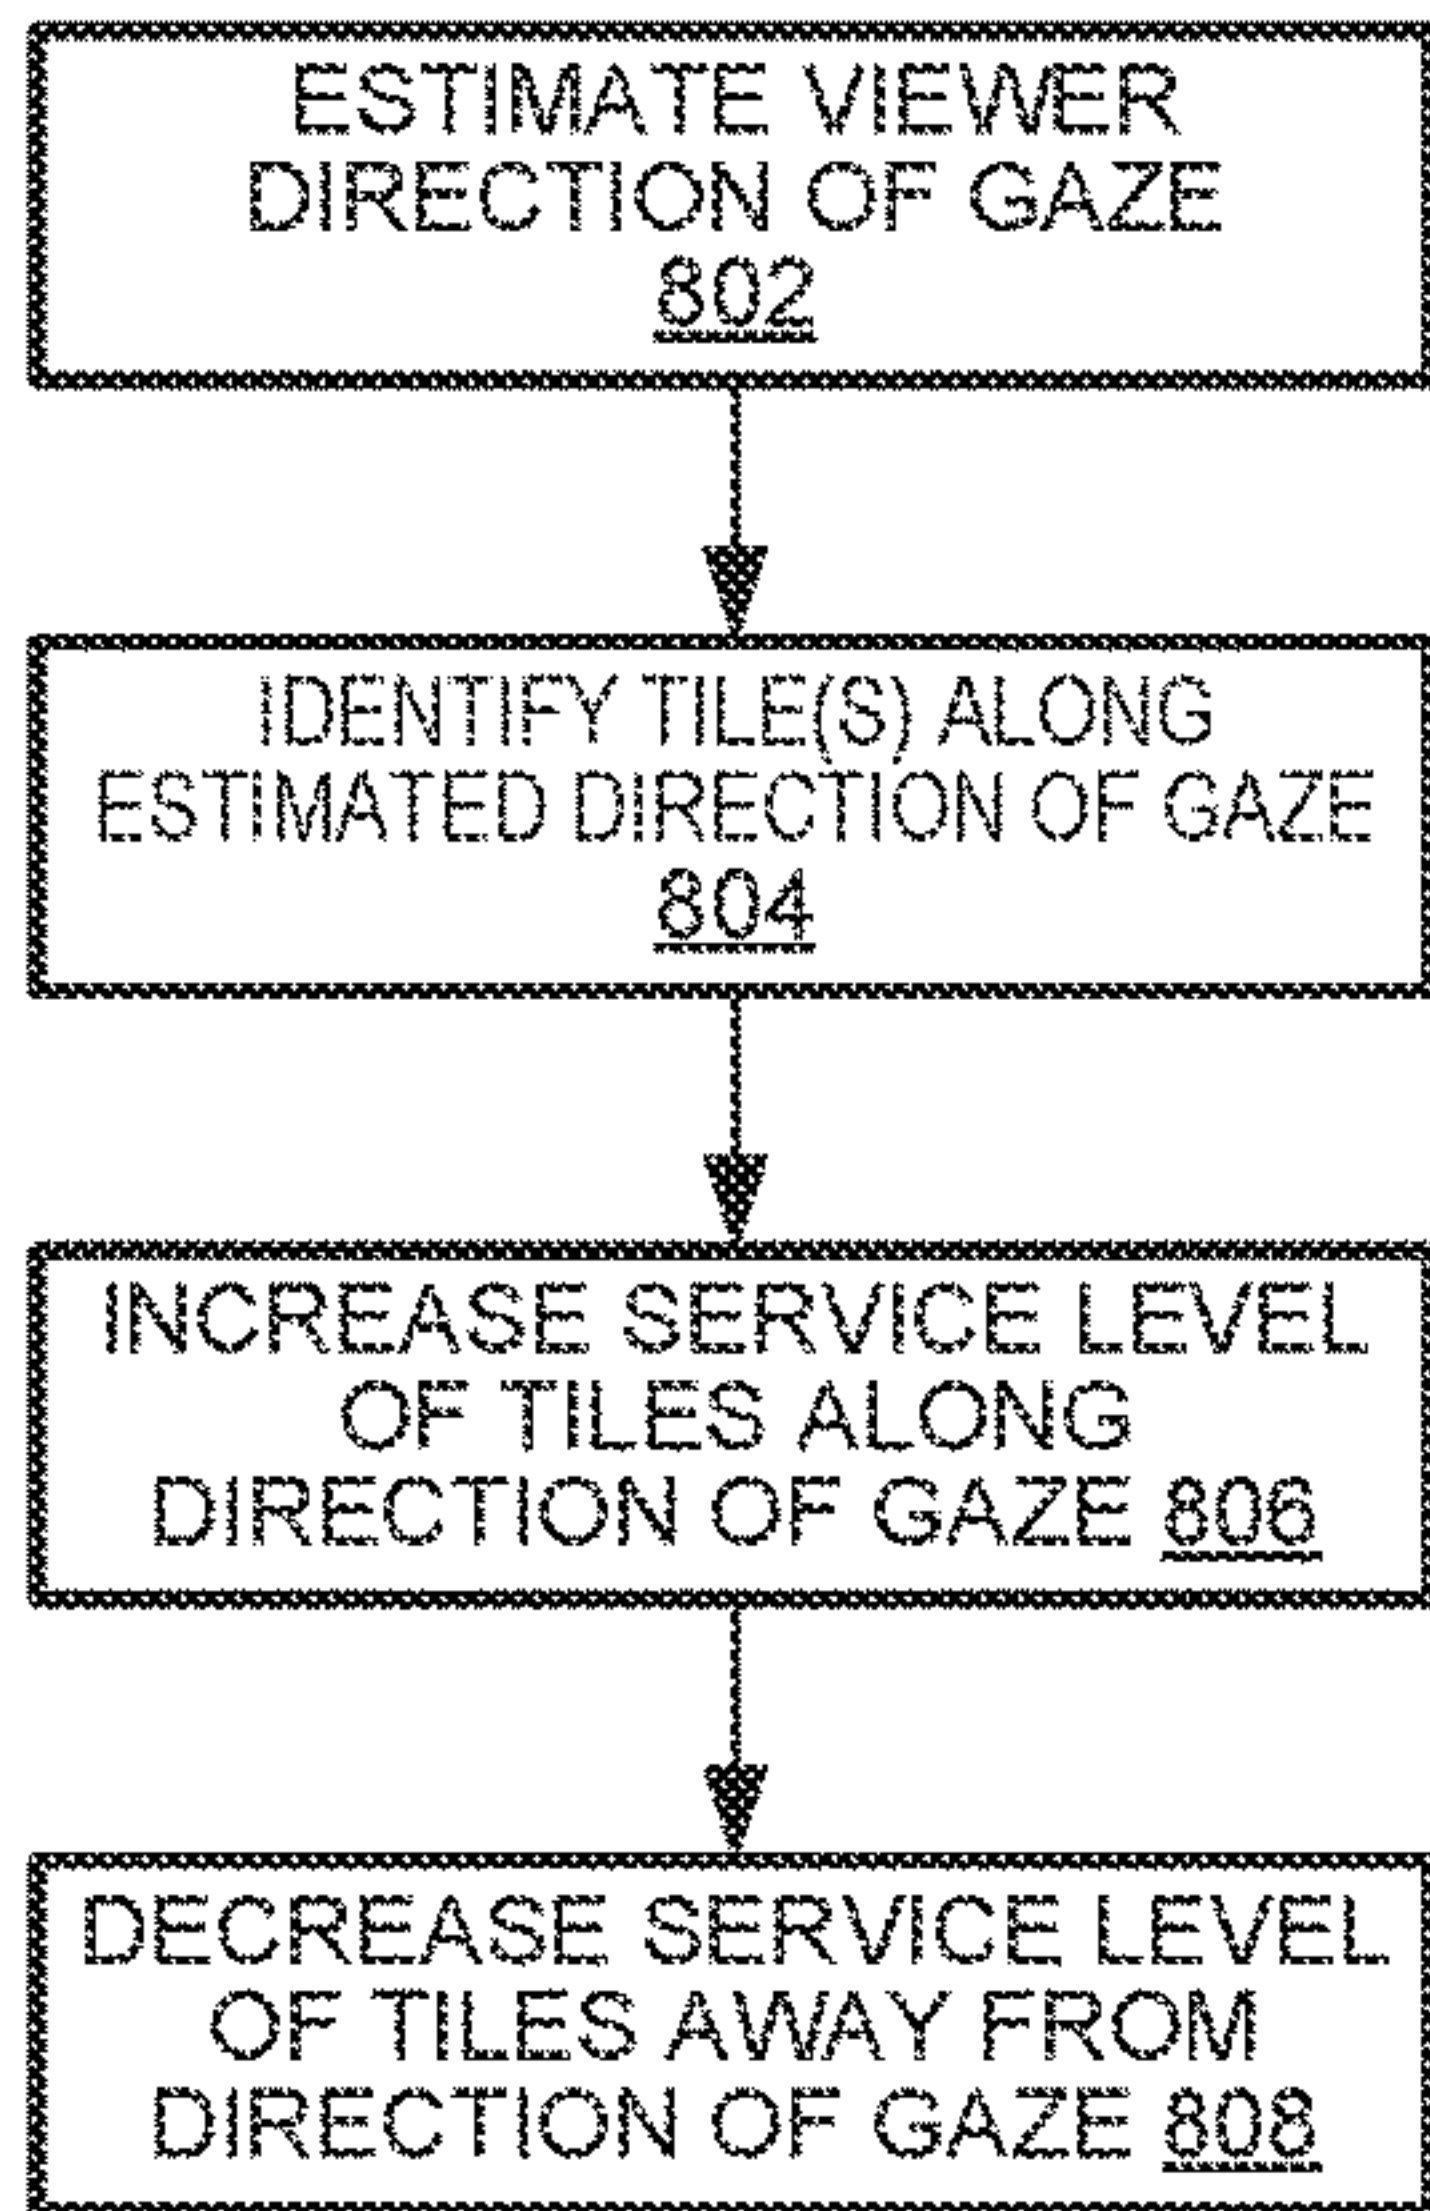 ESTIMATE VIEWER
DIRECTION OF GAZE
802
IDENTIFY TILE(S) ALONG
ESTIMATED DIRECTION OF GAZE
804
INCREASE SERVICE LEVEL
OF TILES ALONG
DIRECTION OF GAZE 806
DECREASE SERVICE LEVEL
OF TILES AWAY FROM
DIRECTION OF GAZE 808